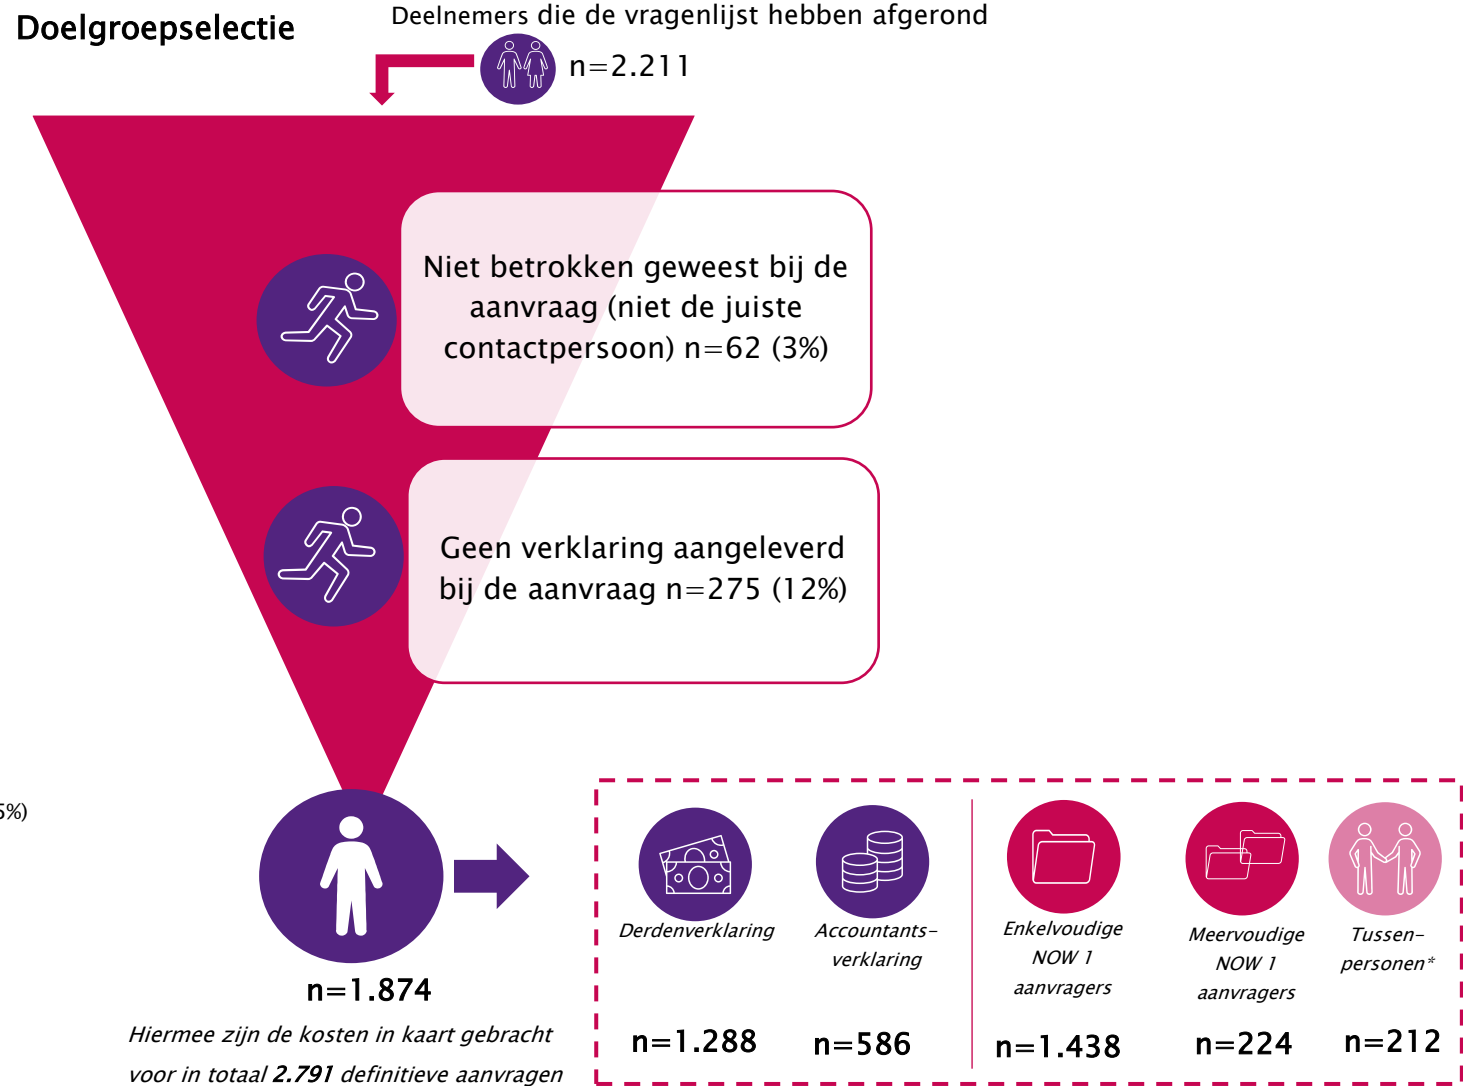 Doelgroepselectie
Deelnemers die de vragenlijst hebben afgerond
n=2.211
Niet betrokken geweest bij de
aanvraag (niet de juiste
contactpersoon) n=62 (3%)
Geen verklaring aangeleverd
bij de aanvraag n=275 (12%)
%)
n=1.874
Hiermee zijn de kosten in kaart gebracht
voor in totaal 2.791 definitieve aanvragen
Derdenverklaring
n=1.288
Accountants-
verklaring
n=586
Enkelvoudige
NOW 1
aanvragers
n=1.438
Meervoudige
NOW 1
aanvragers
n=224
Tussen-
personen*
n=212